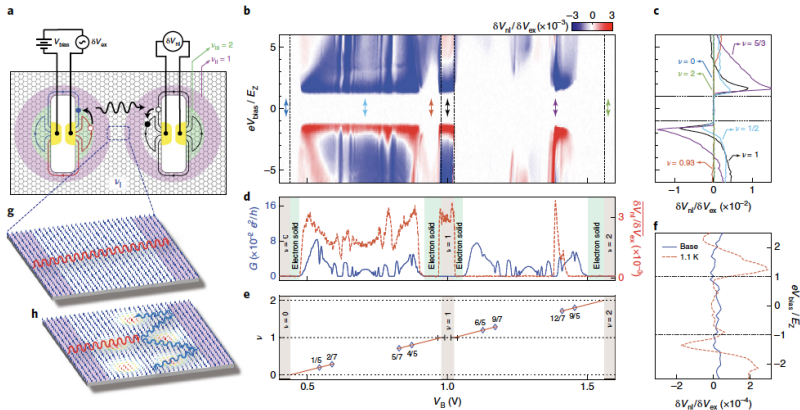 a
V_bias
δV_ex
δV_nl
ν_III = 2
ν_II = 1
ν_I
b
δV_nl/δV_ex (×10⁻³)
−3
0
3
eV_bias / E_Z
5
0
−5
c
ν = 5/3
ν = 0
ν = 2
ν = 1/2
ν = 1
ν = 0.93
−1
0
1
δV_nl/δV_ex (×10⁻²)
d
G (×10⁻² e²/h)
16
8
0
ν = 0
Electron solid
Electron solid
ν = 1
Electron solid
Electron solid
ν = 2
3
0
δV_nl/δV_ex (×10⁻³)
e
ν
2
1
0
ν = 0
1/5
2/7
5/7
4/5
ν = 1
6/5
9/7
12/7
9/5
ν = 2
0.5
1.0
1.5
V_B (V)
f
Base
1.1 K
2
1
0
−1
−2
eV_bias / E_Z
−2
0
2
δV_nl/δV_ex (×10⁻⁴)
g
h